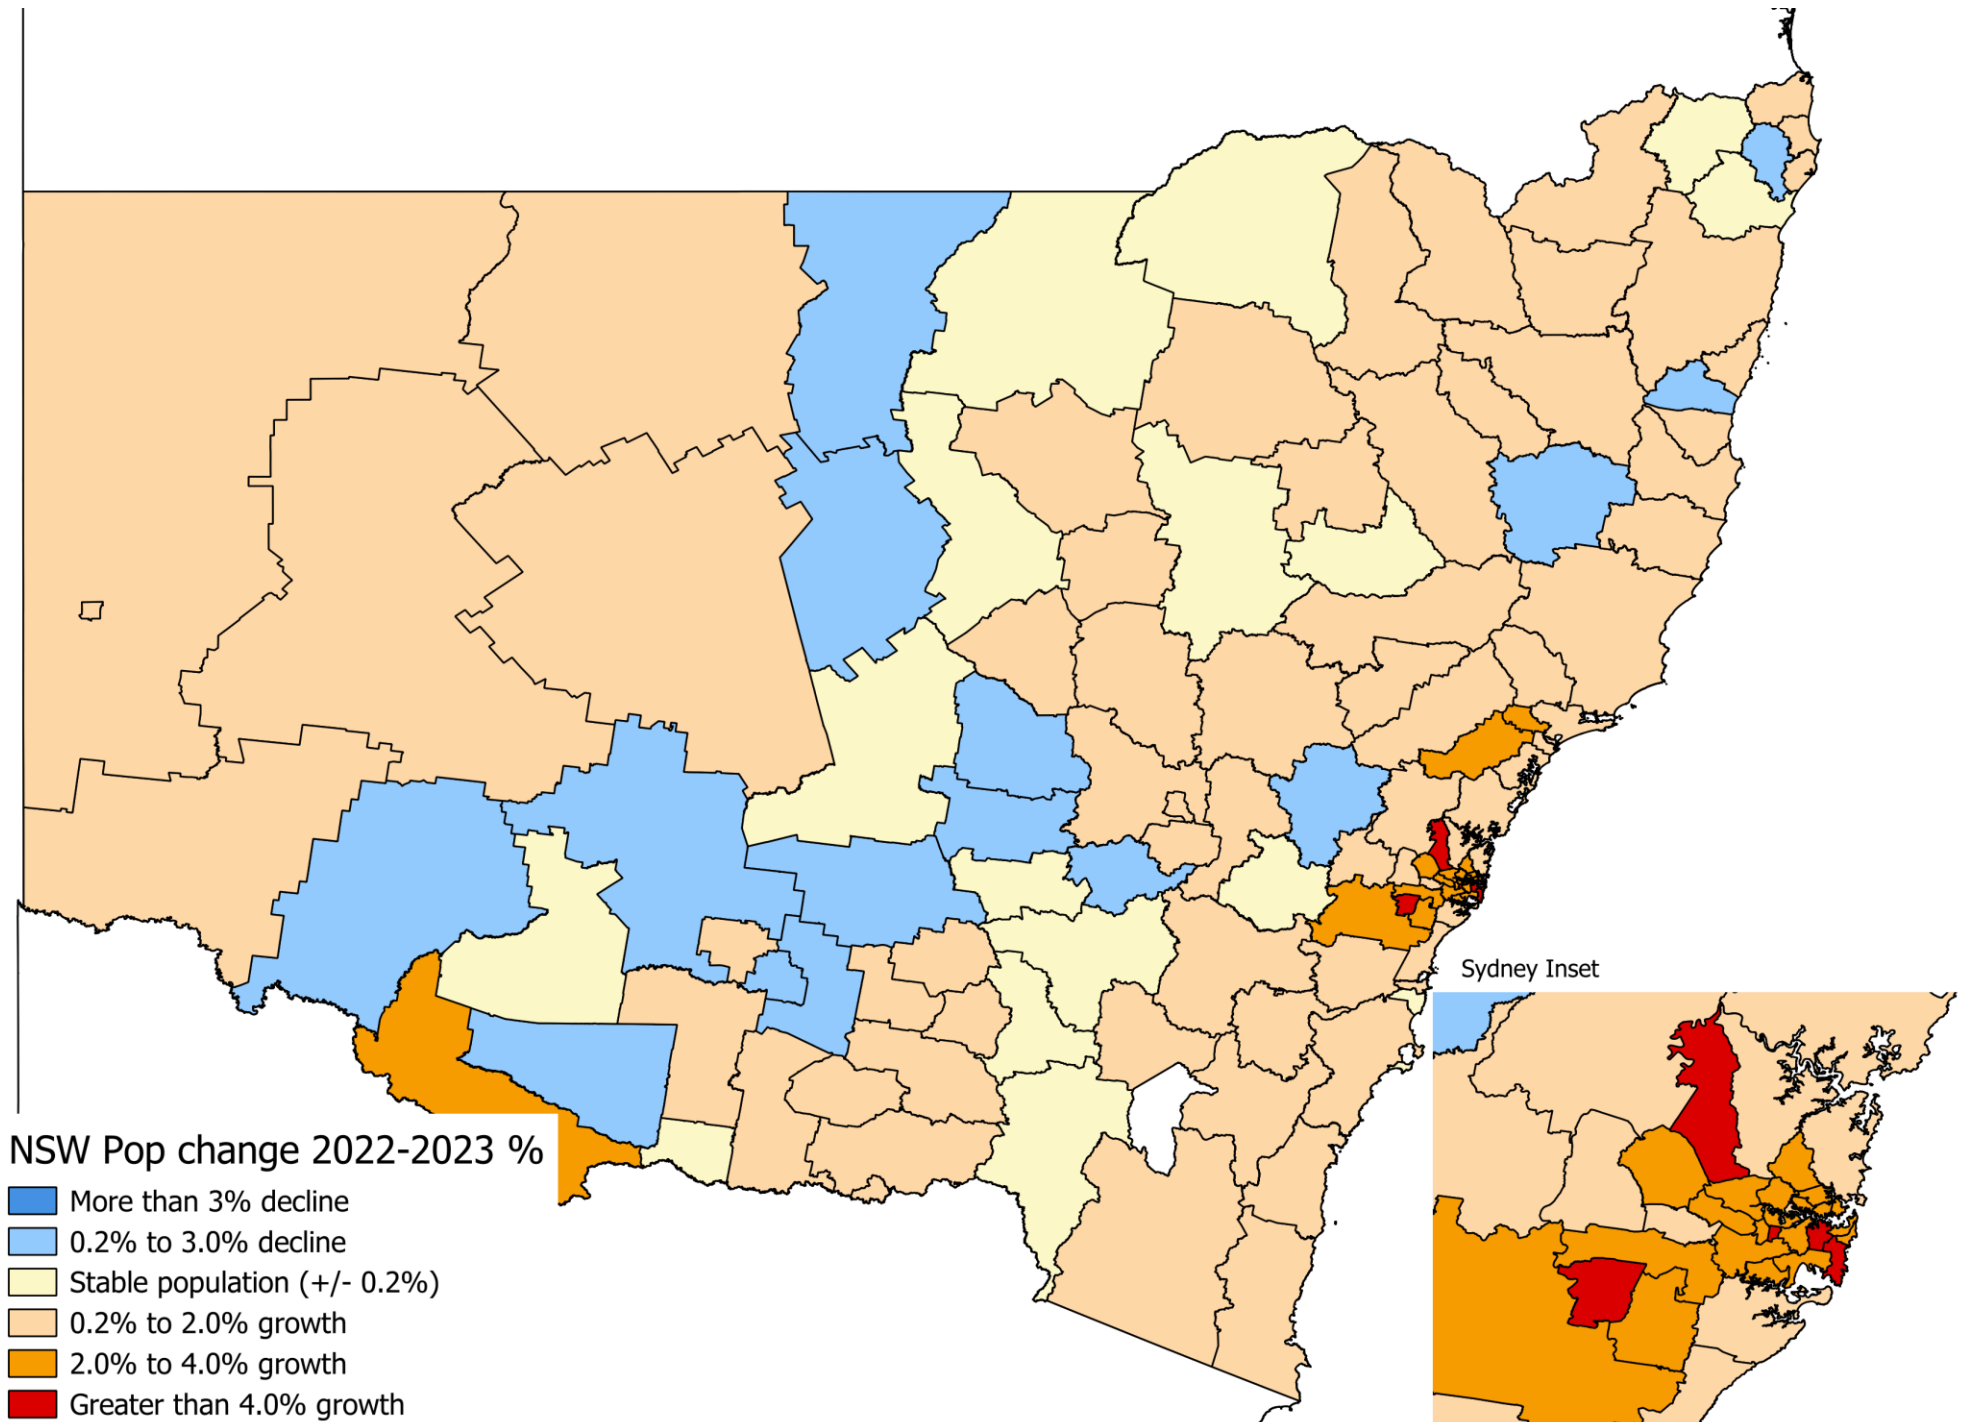 Sydney Inset
NSW Pop change 2022-2023 %
More than 3% decline
0.2% to 3.0% decline
Stable population (+/- 0.2%)
0.2% to 2.0% growth
2.0% to 4.0% growth
Greater than 4.0% growth